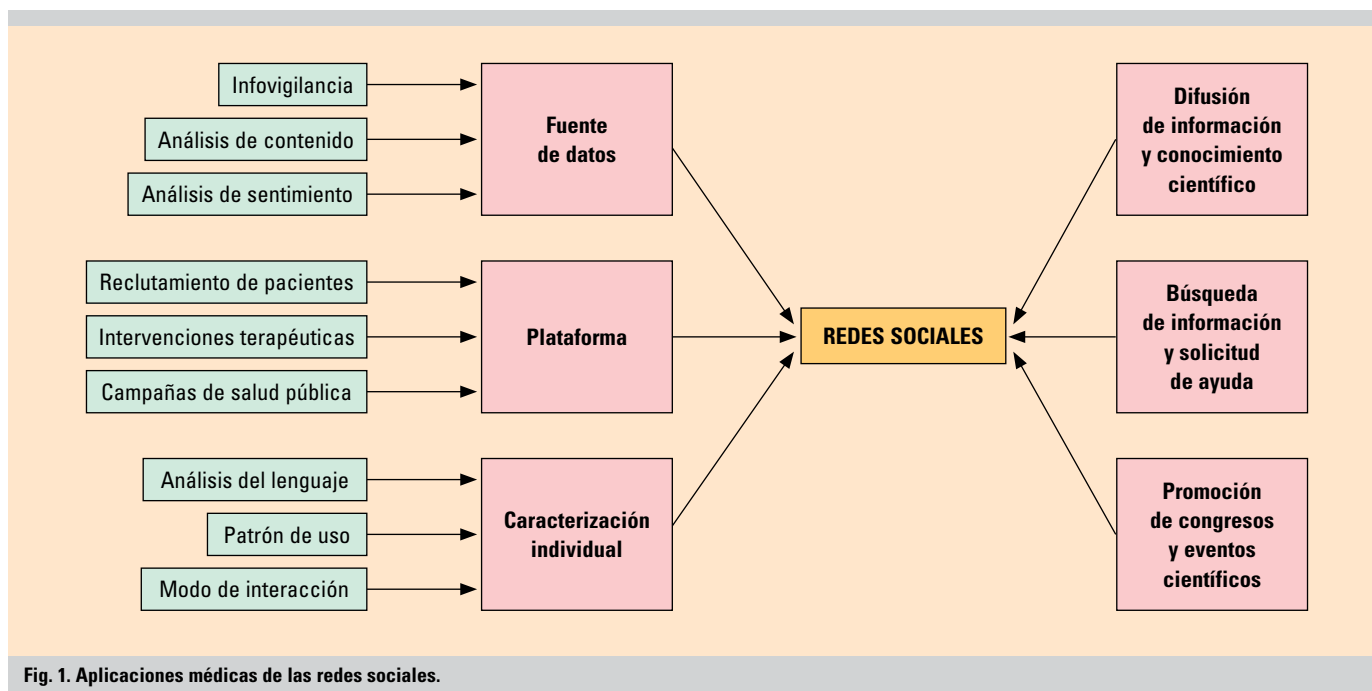 Infovigilancia
Análisis de contenido
Análisis de sentimiento
Fuente
de datos
Reclutamiento de pacientes
Intervenciones terapéuticas
Campañas de salud pública
Plataforma
Análisis del lenguaje
Patrón de uso
Modo de interacción
Caracterización
individual
REDES SOCIALES
Difusión
de información
y conocimiento
científico
Búsqueda
de información
y solicitud
de ayuda
Promoción
de congresos
y eventos
científicos
Fig. 1. Aplicaciones médicas de las redes sociales.